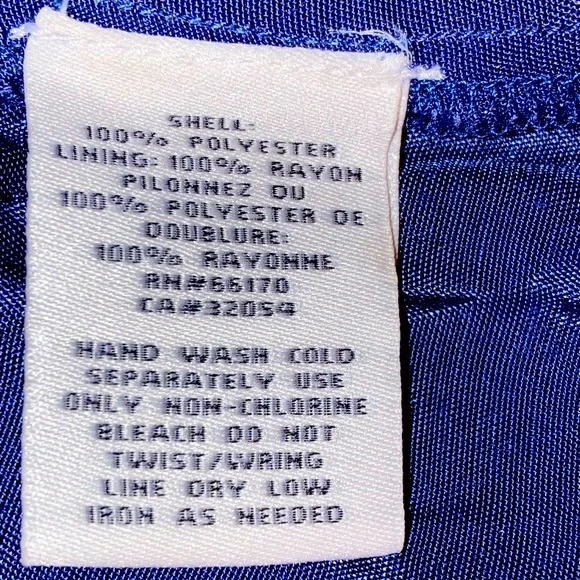 SHELL:
100% POLYESTER
LINING: 100% RAYON
PILONNEZ OU
100% POLYESTER DE
DOUBLURE:
100% RAYONNE
RN#66170
CA#32054
HAND WASH COLD
SEPARATELY USE
ONLY NON-CHLORINE
BLEACH DO NOT
TWIST/WRING
LINE DRY LOW
IRON AS NEEDED